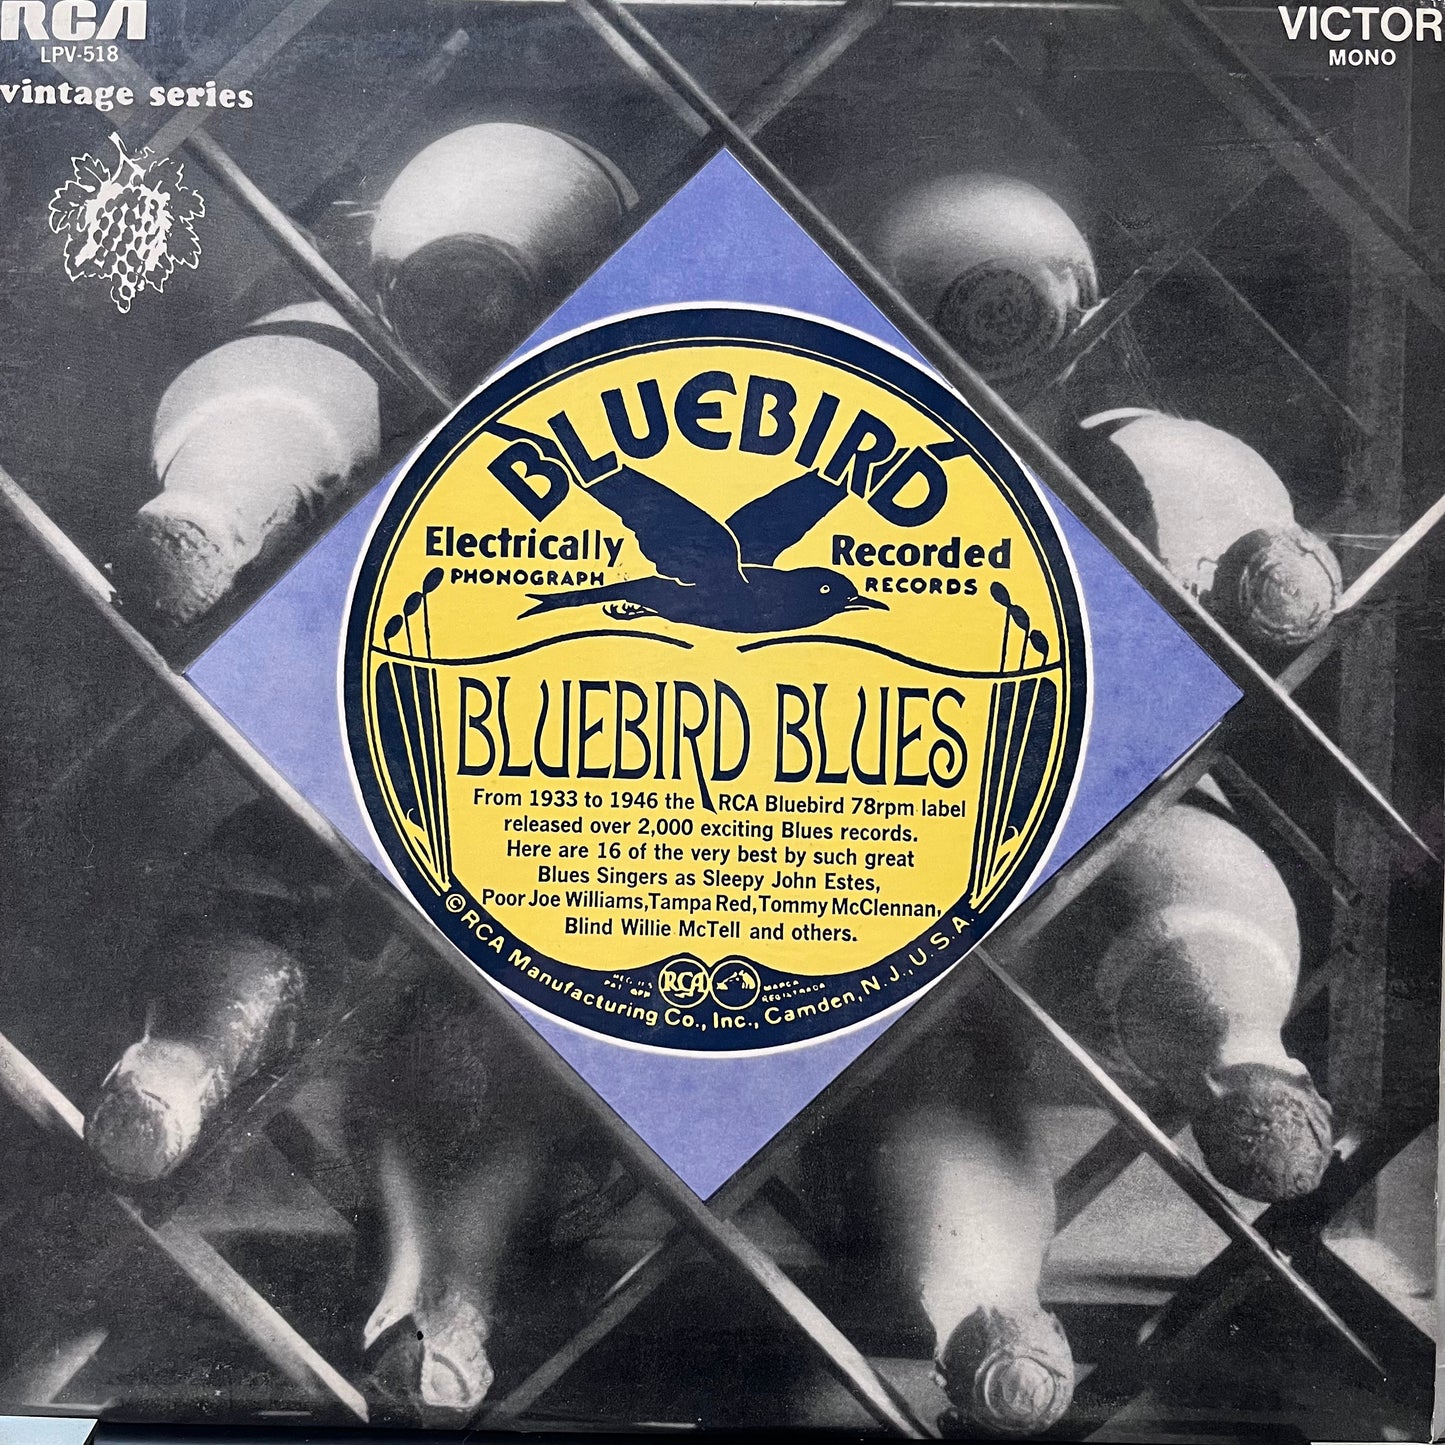 RCA
LPV-518
vintage series
VICTOR
MONO
BLUEBIRD
Electrically Recorded
PHONOGRAPH RECORDS
BLUEBIRD BLUES
From 1933 to 1946 the RCA Bluebird 78rpm label
released over 2,000 exciting Blues records.
Here are 16 of the very best by such great
Blues Singers as Sleepy John Estes,
Poor Joe Williams, Tampa Red, Tommy McClennan,
Blind Willie McTell and others.
RCA
MARCA
REGISTRADA
©RCA Manufacturing Co., Inc., Camden, N.J., U.S.A.